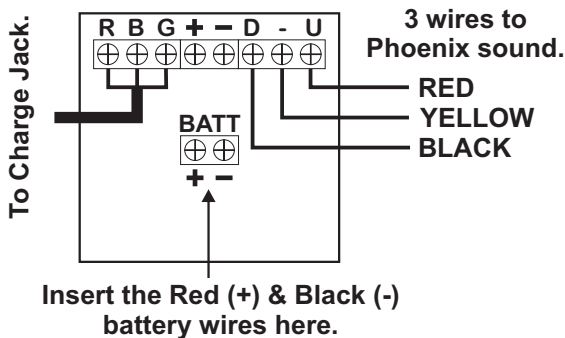 R B G + - D - U
3 wires to
Phoenix sound.
RED
YELLOW
BLACK
To Charge Jack.
BATT
+ -
Insert the Red (+) & Black (-)
battery wires here.